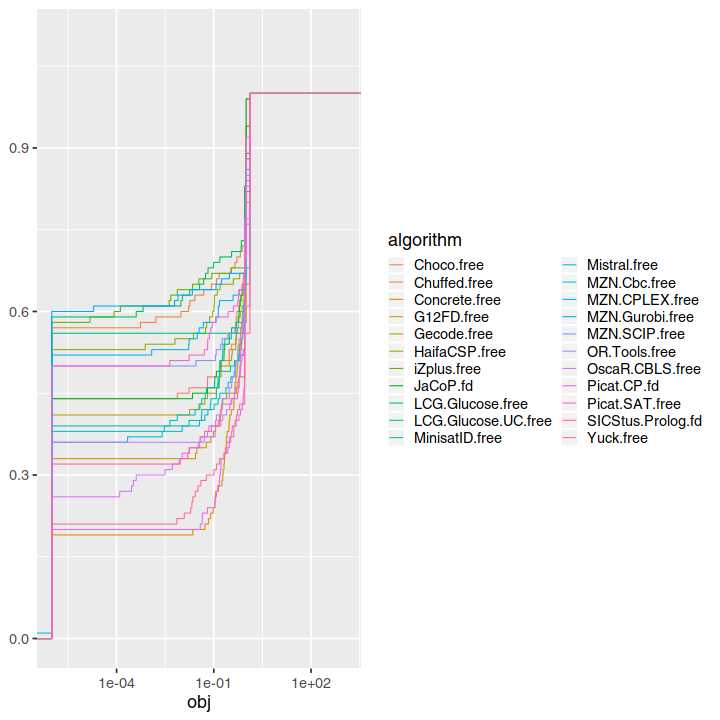 0.9
0.6
0.3
0.0
1e-04 1e-01 1e+02
obj
algorithm
Choco.free
Chuffed.free
Concrete.free
G12FD.free
Gecode.free
HaifaCSP.free
iZplus.free
JaCoP.fd
LCG.Glucose.free
LCG.Glucose.UC.free
MinisatID.free
Mistral.free
MZN.Cbc.free
MZN.CPLEX.free
MZN.Gurobi.free
MZN.SCIP.free
OR.Tools.free
OscaR.CBLS.free
Picat.CP.fd
Picat.SAT.free
SICStus.Prolog.fd
Yuck.free